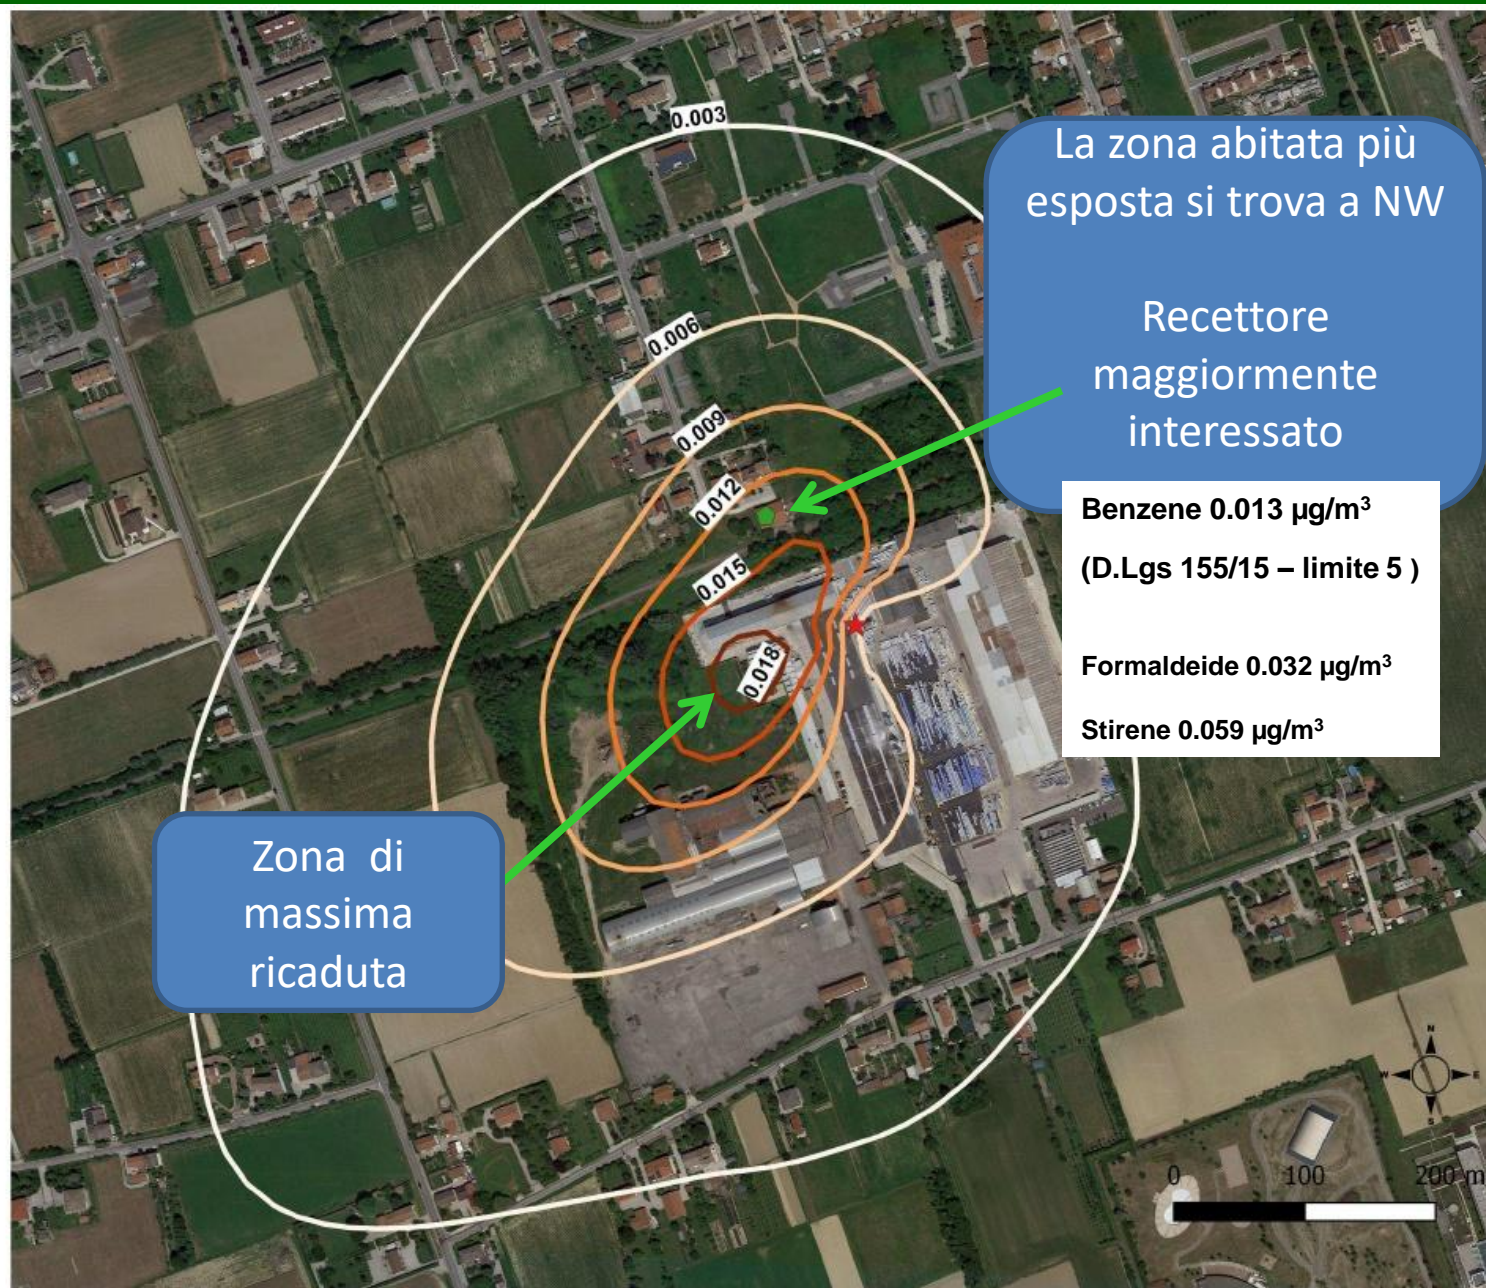 0.003
La zona abitata più
esposta si trova a NW
Recettore
maggiormente
interessato
0.006
0.009
0.012
0.015
0.018
Benzene 0.013 µg/m³
(D.Lgs 155/15 – limite 5 )
Formaldeide 0.032 µg/m³
Stirene 0.059 µg/m³
Zona di
massima
ricaduta
N
W E
S
0 100 200 m